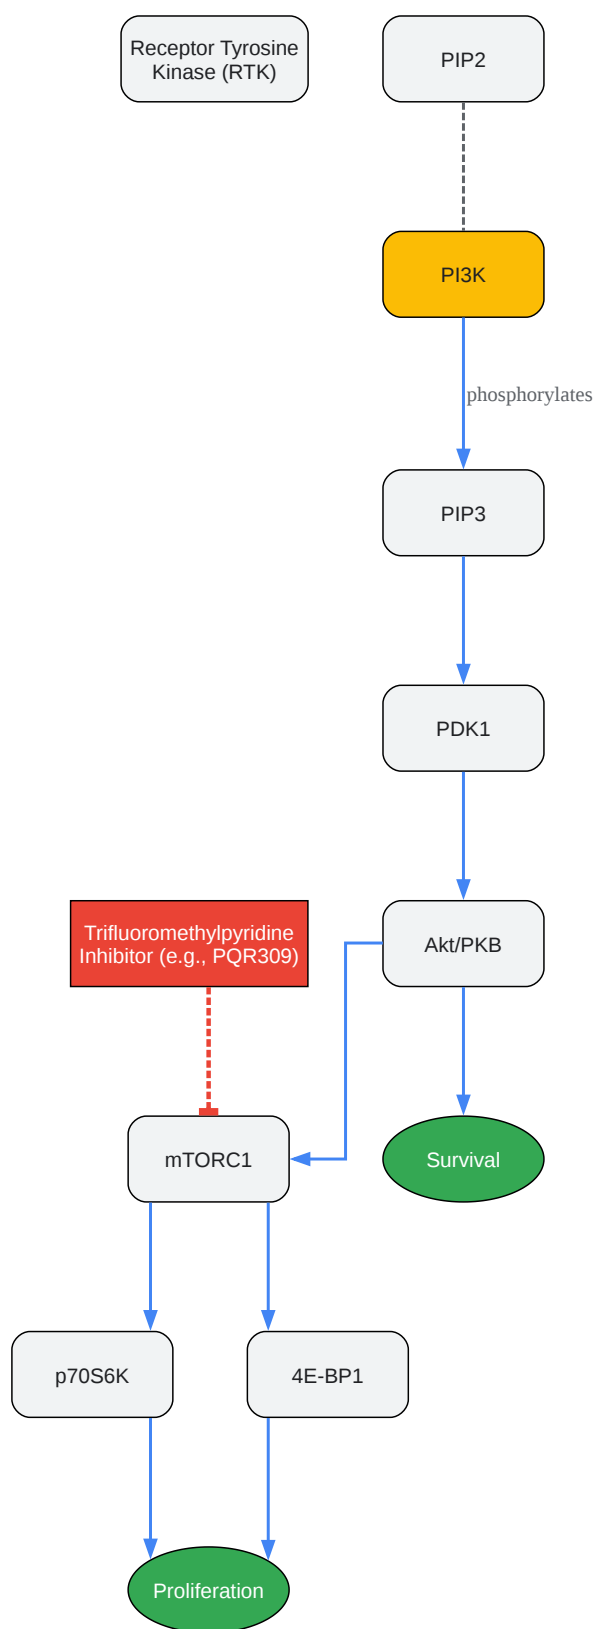 Receptor Tyrosine
Kinase (RTK)
PIP2
PI3K
phosphorylates
PIP3
PDK1
Trifluoromethylpyridine
Inhibitor (e.g., PQR309)
Akt/PKB
mTORC1
Survival
p70S6K
4E-BP1
Proliferation